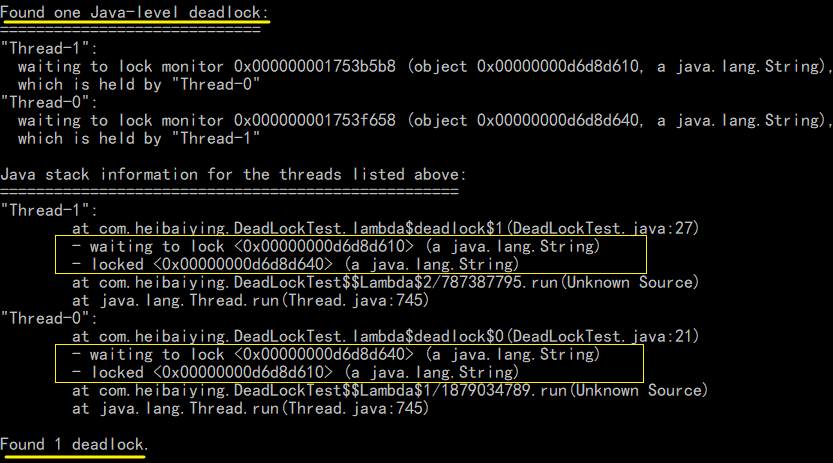 Found one Java-level deadlock:
=============================
"Thread-1":
  waiting to lock monitor 0x000000001753b5b8 (object 0x00000000d6d8d610, a java.lang.String),
  which is held by "Thread-0"
"Thread-0":
  waiting to lock monitor 0x000000001753f658 (object 0x00000000d6d8d640, a java.lang.String),
  which is held by "Thread-1"

Java stack information for the threads listed above:
===================================================
"Thread-1":
        at com.heibaiying.DeadLockTest.lambda$deadlock$1(DeadLockTest.java:27)
        - waiting to lock <0x00000000d6d8d610> (a java.lang.String)
        - locked <0x00000000d6d8d640> (a java.lang.String)
        at com.heibaiying.DeadLockTest$$Lambda$2/787387795.run(Unknown Source)
        at java.lang.Thread.run(Thread.java:745)
"Thread-0":
        at com.heibaiying.DeadLockTest.lambda$deadlock$0(DeadLockTest.java:21)
        - waiting to lock <0x00000000d6d8d640> (a java.lang.String)
        - locked <0x00000000d6d8d610> (a java.lang.String)
        at com.heibaiying.DeadLockTest$$Lambda$1/1879034789.run(Unknown Source)
        at java.lang.Thread.run(Thread.java:745)

Found 1 deadlock.